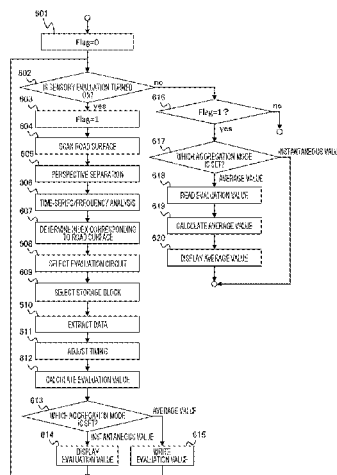 601
Flag=0
602
IS SENSORY EVALUATION TURNED
ON?
no
603
yes
Flag=1
604
SCAN ROAD SURFACE
605
PERSPECTIVE SEPARATION
606
TIME-SERIES/FREQUENCY ANALYSIS
607
DETERMINE INDEX CORRESPONDING
TO ROAD SURFACE
608
SELECT EVALUATION CIRCUIT
609
SELECT STORAGE BLOCK
610
EXTRACT DATA
611
ADJUST TIMING
612
CALCULATE EVALUATION VALUE
613
WHICH AGGREGATION MODE
IS SET?
AVERAGE VALUE
INSTANTANEOUS VALUE
614
DISPLAY
EVALUATION VALUE
615
EVALUATION VALUE
616
Flag=1?
no
yes
617
INSTANTANEOUS VALUE
WHICH AGGREGATION MODE
IS SET?
AVERAGE VALUE
618
READ EVALUATION VALUE
619
CALCULATE AVERAGE VALUE
620
DISPLAY AVERAGE VALUE